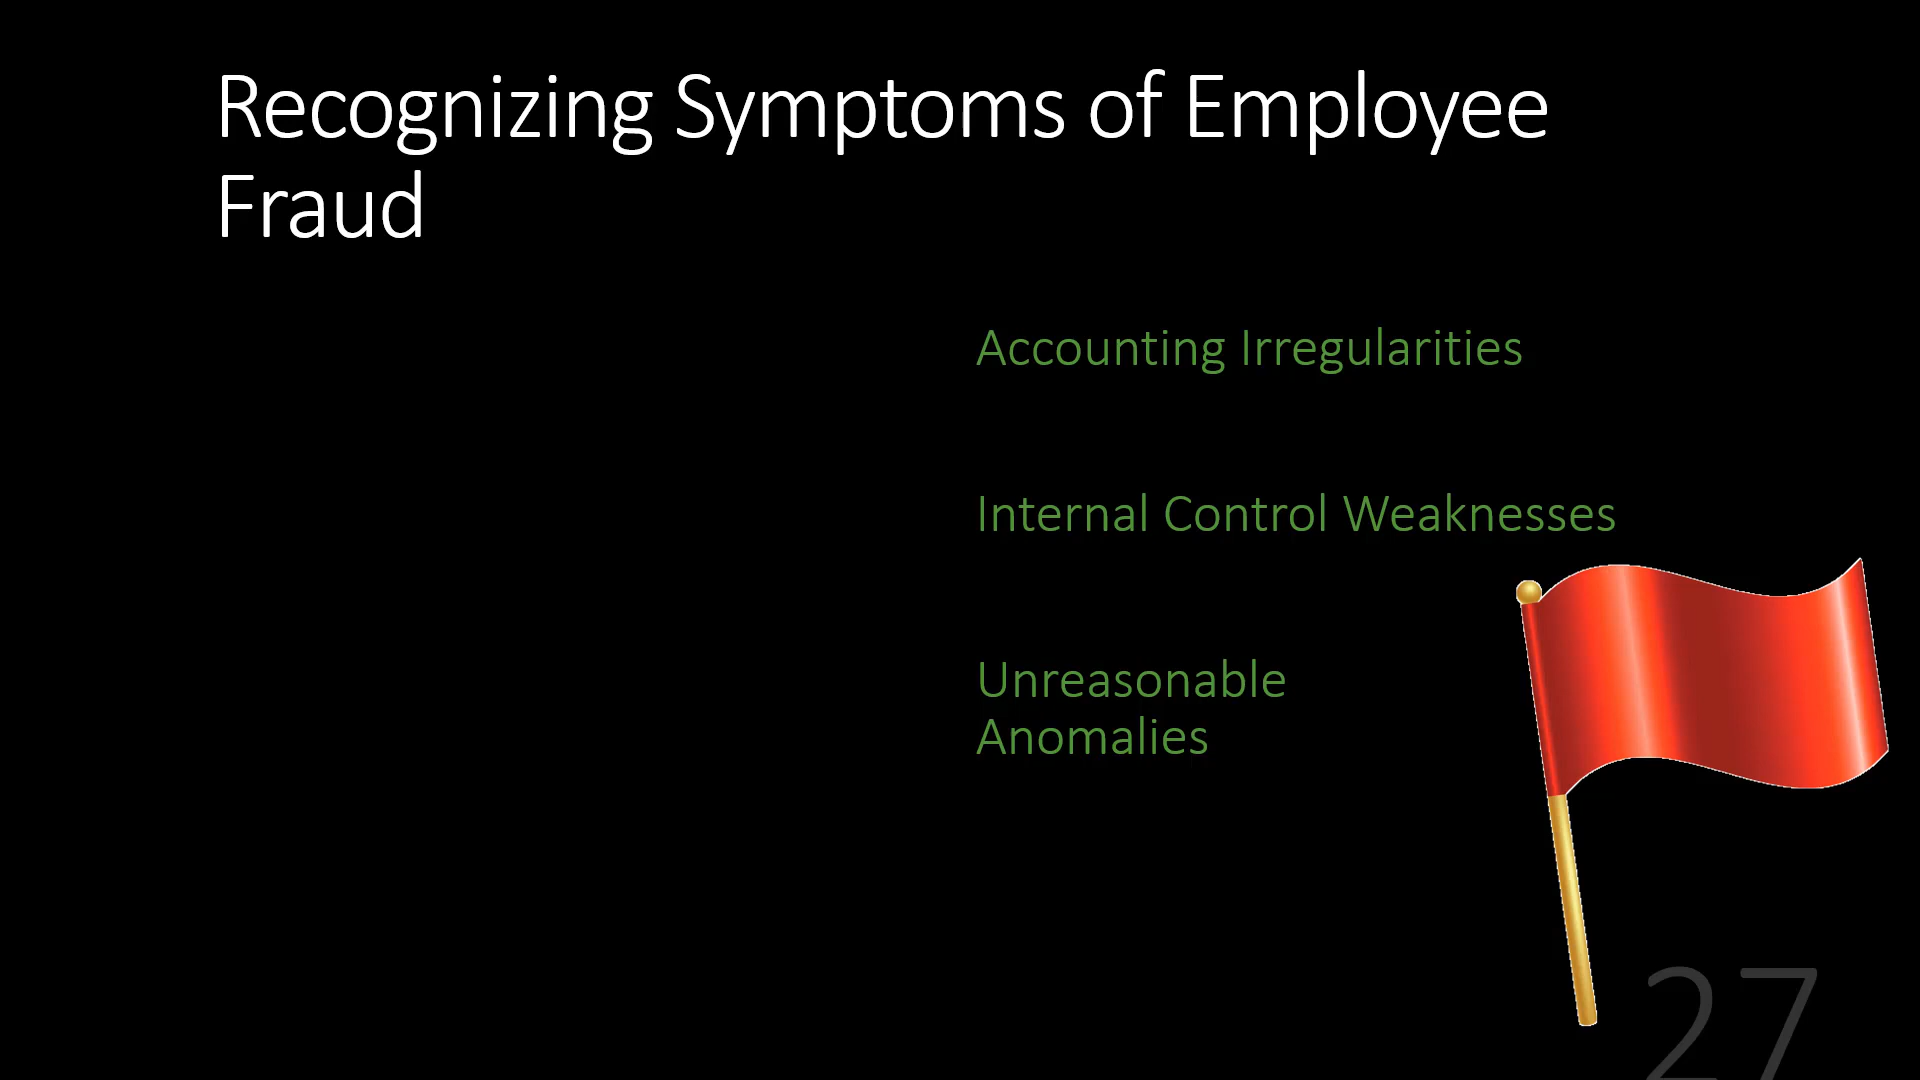 Recognizing Symptoms of Employee
Fraud
Accounting Irregularities
Internal Control Weaknesses
Unreasonable
Anomalies
27